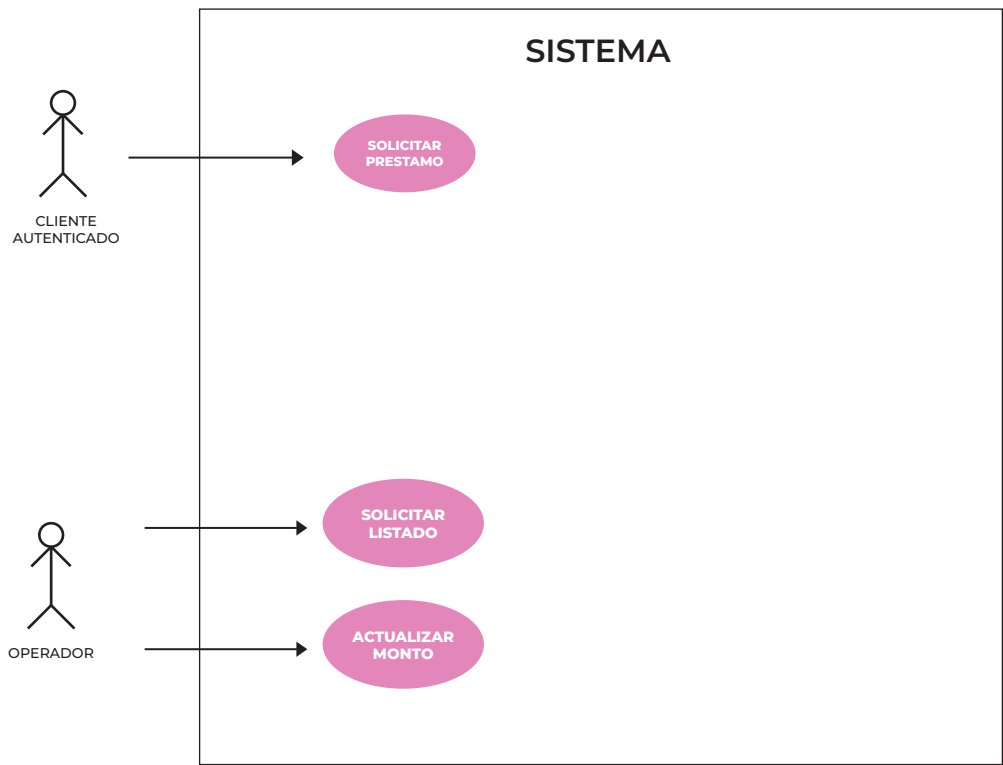 SISTEMA
SOLICITAR
PRESTAMO
CLIENTE
AUTENTICADO
SOLICITAR
LISTADO
ACTUALIZAR
MONTO
OPERADOR